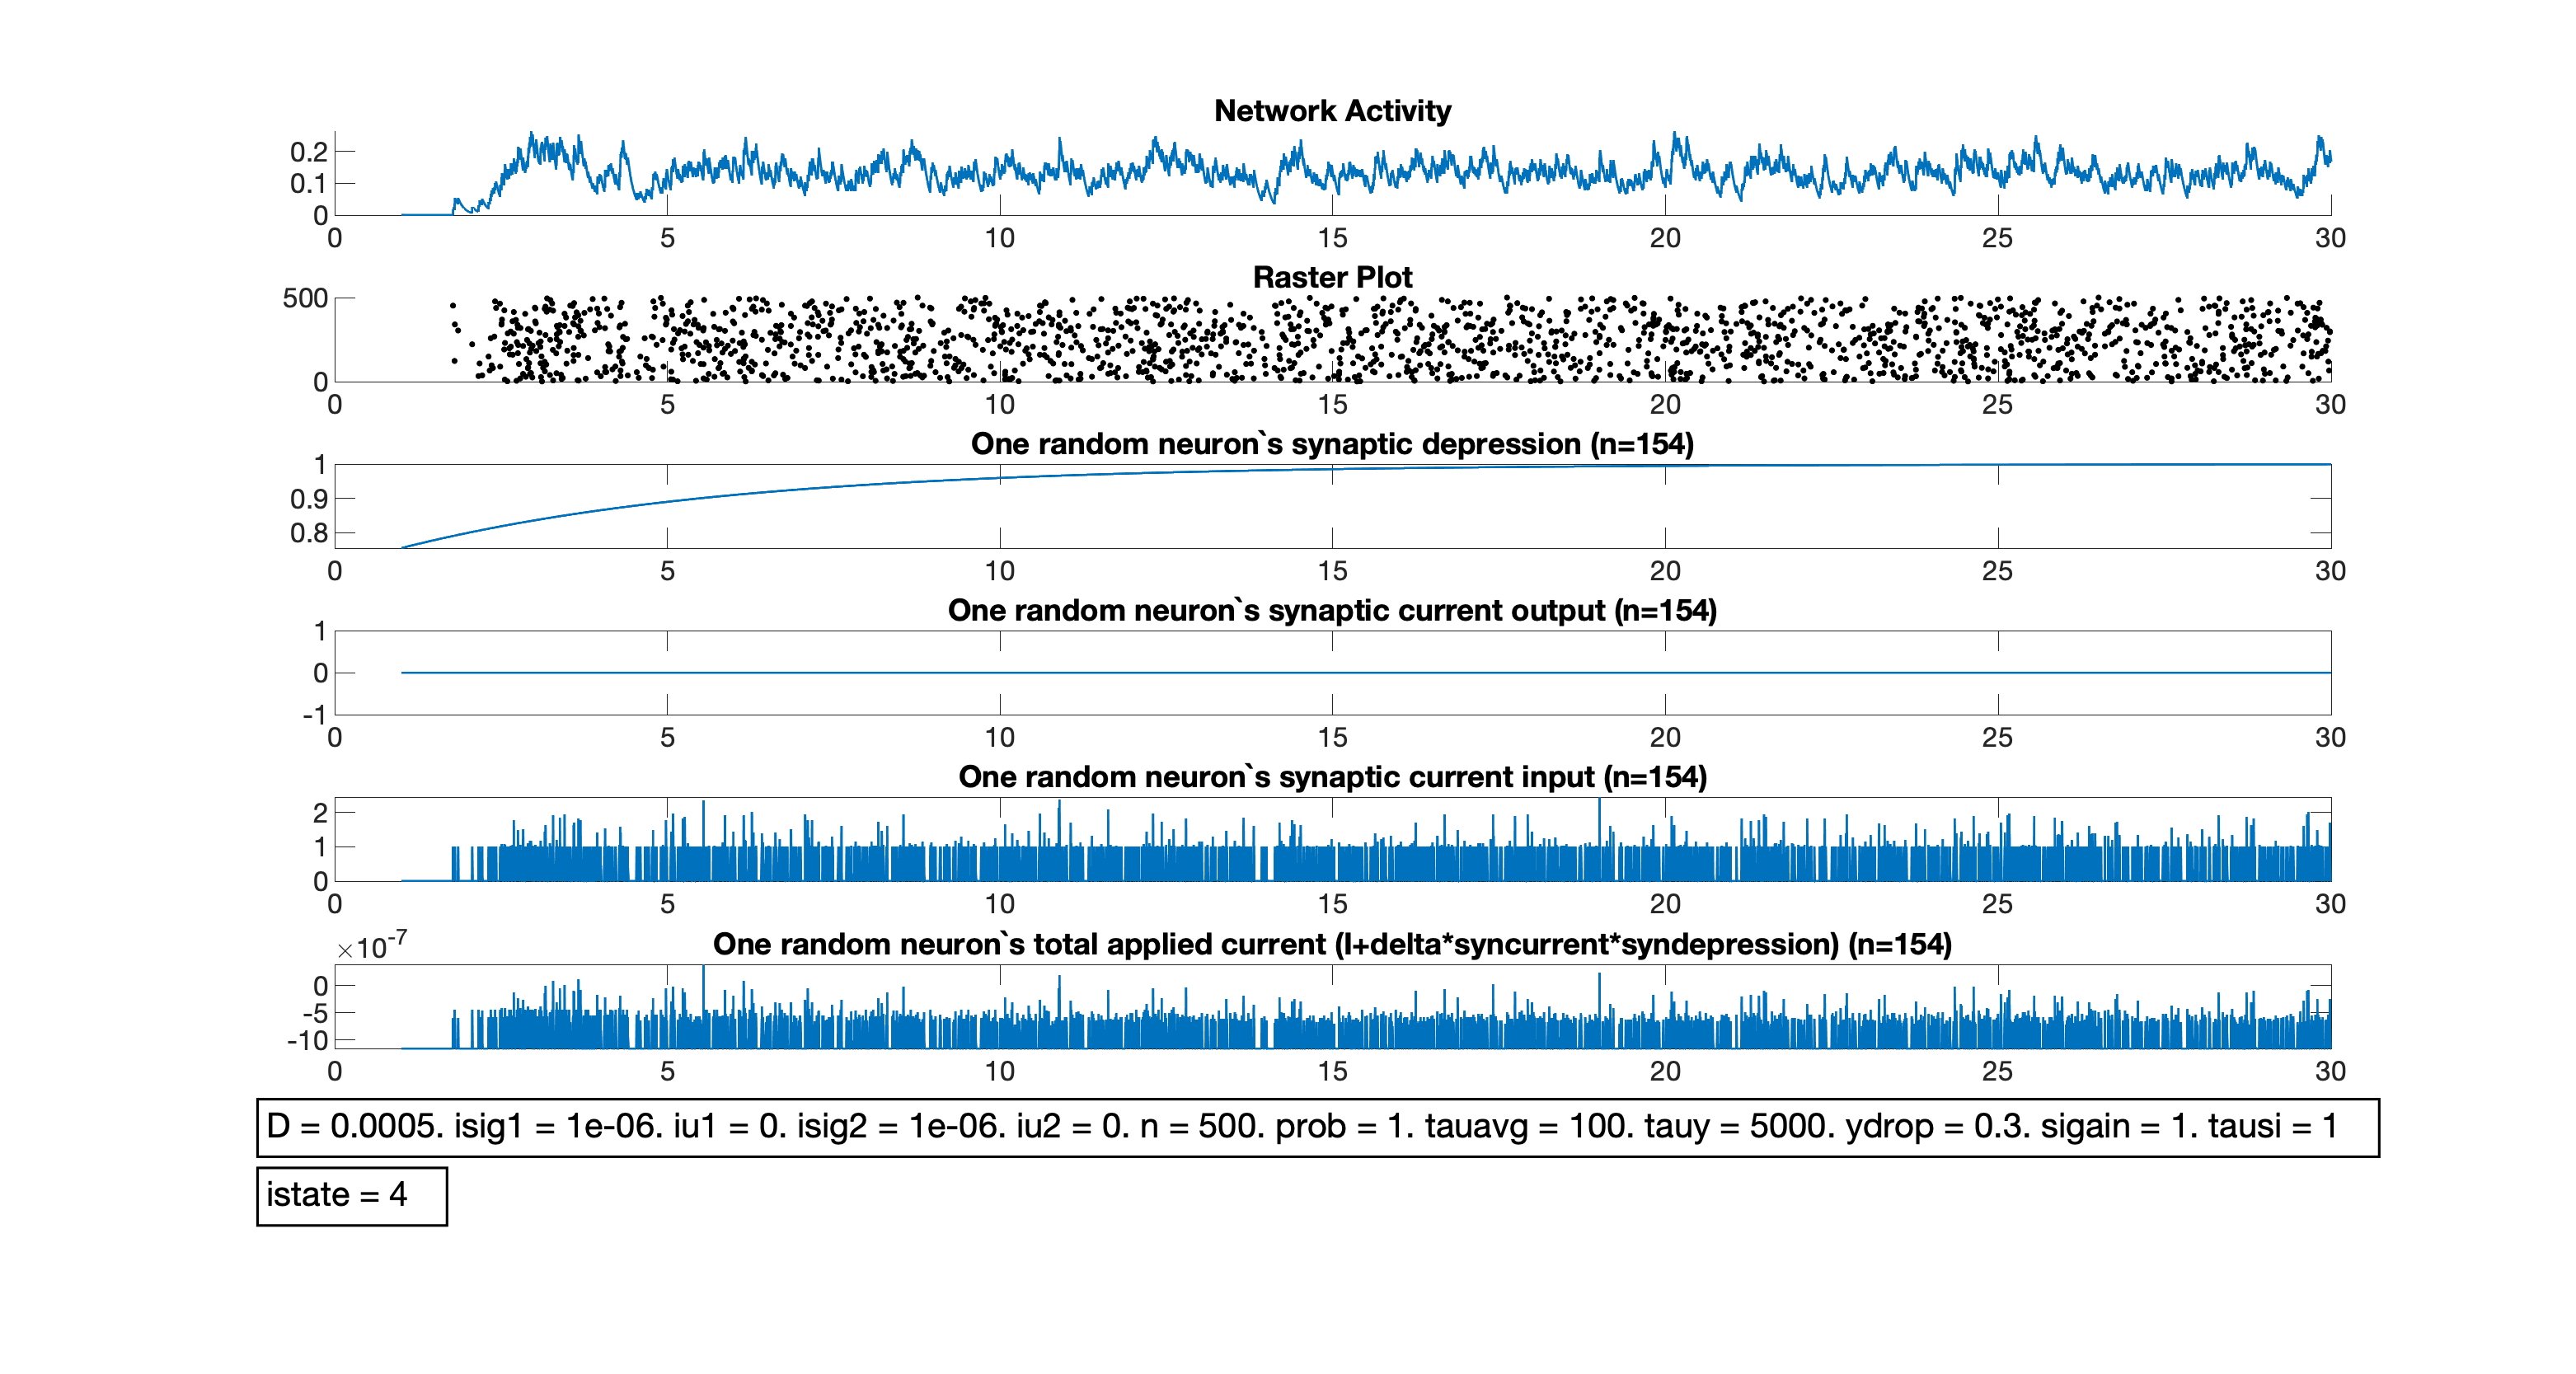 Network Activity
0.2
0.1
0
0 5 10 15 20 25 30
Raster Plot
500
0
0 5 10 15 20 25 30
One random neuron`s synaptic depression (n=154)
1
0.9
0.8
0 5 10 15 20 25 30
One random neuron`s synaptic current output (n=154)
1
0
-1
0 5 10 15 20 25 30
One random neuron`s synaptic current input (n=154)
2
1
0
0 5 10 15 20 25 30
×10⁻⁷
One random neuron`s total applied current (I+delta*syncurrent*syndepression) (n=154)
0
-5
-10
0 5 10 15 20 25 30
D = 0.0005. isig1 = 1e-06. iu1 = 0. isig2 = 1e-06. iu2 = 0. n = 500. prob = 1. tauavg = 100. tauy = 5000. ydrop = 0.3. sigain = 1. tausi = 1
istate = 4